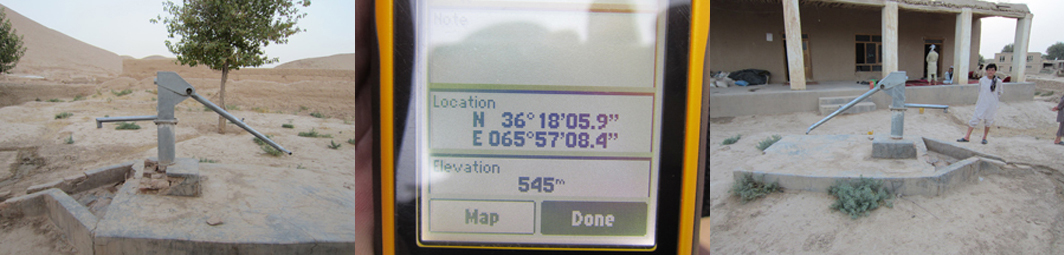 Note
Location
N 36° 18'05.9"
E 065°57'08.4"
Elevation
545m
Map
Done